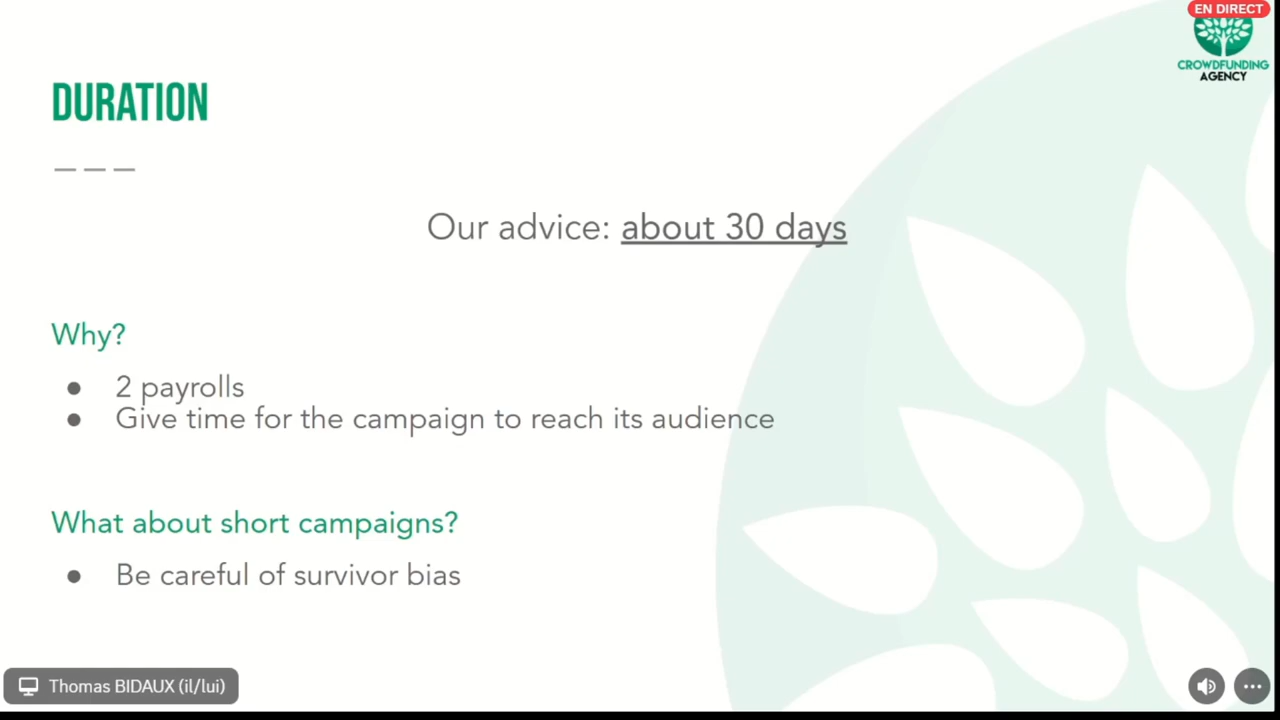 EN DIRECT
CROWDFUNDING
AGENCY
DURATION
Our advice: about 30 days
Why?
● 2 payrolls
● Give time for the campaign to reach its audience
What about short campaigns?
● Be careful of survivor bias
Thomas BIDAUX (il/lui)